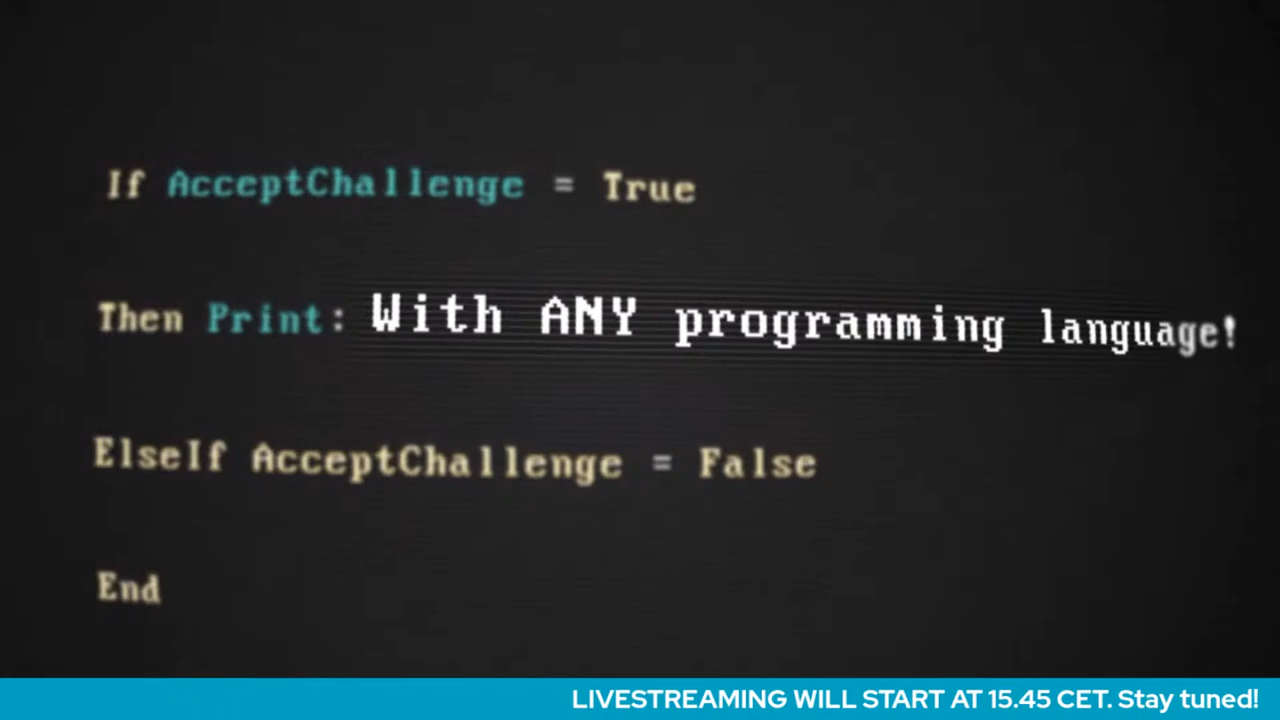 If AcceptChallenge = True
Then Print: With ANY programming language!
ElseIf AcceptChallenge = False
End
LIVESTREAMING WILL START AT 15.45 CET. Stay tuned!